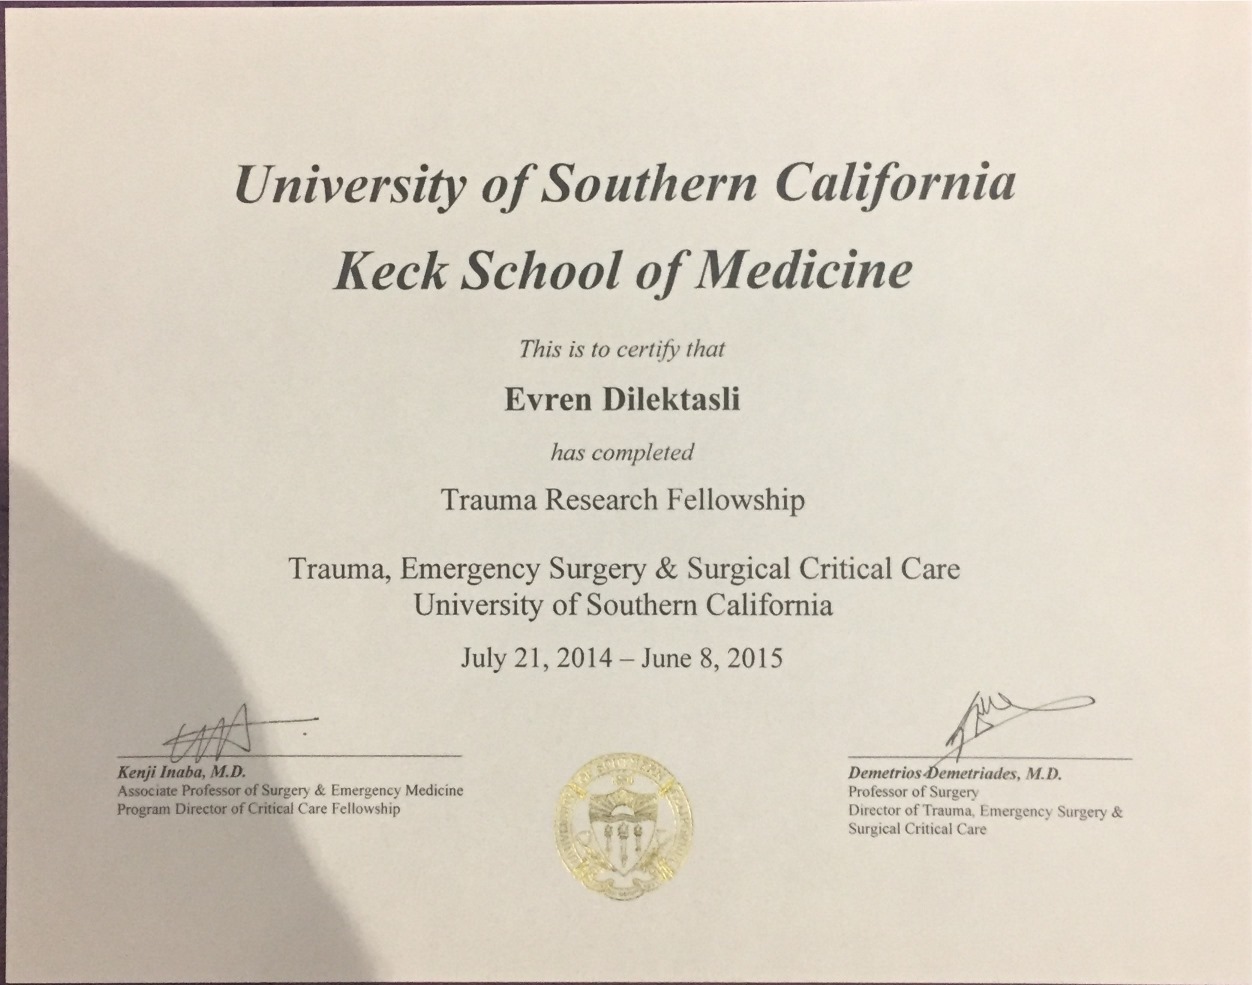 University of Southern California
Keck School of Medicine
This is to certify that
Evren Dilektasli
has completed
Trauma Research Fellowship
Trauma, Emergency Surgery & Surgical Critical Care
University of Southern California
July 21, 2014 – June 8, 2015
Kenji Inaba, M.D.
Associate Professor of Surgery & Emergency Medicine
Program Director of Critical Care Fellowship
Demetrios Demetriades, M.D.
Professor of Surgery
Director of Trauma, Emergency Surgery &
Surgical Critical Care